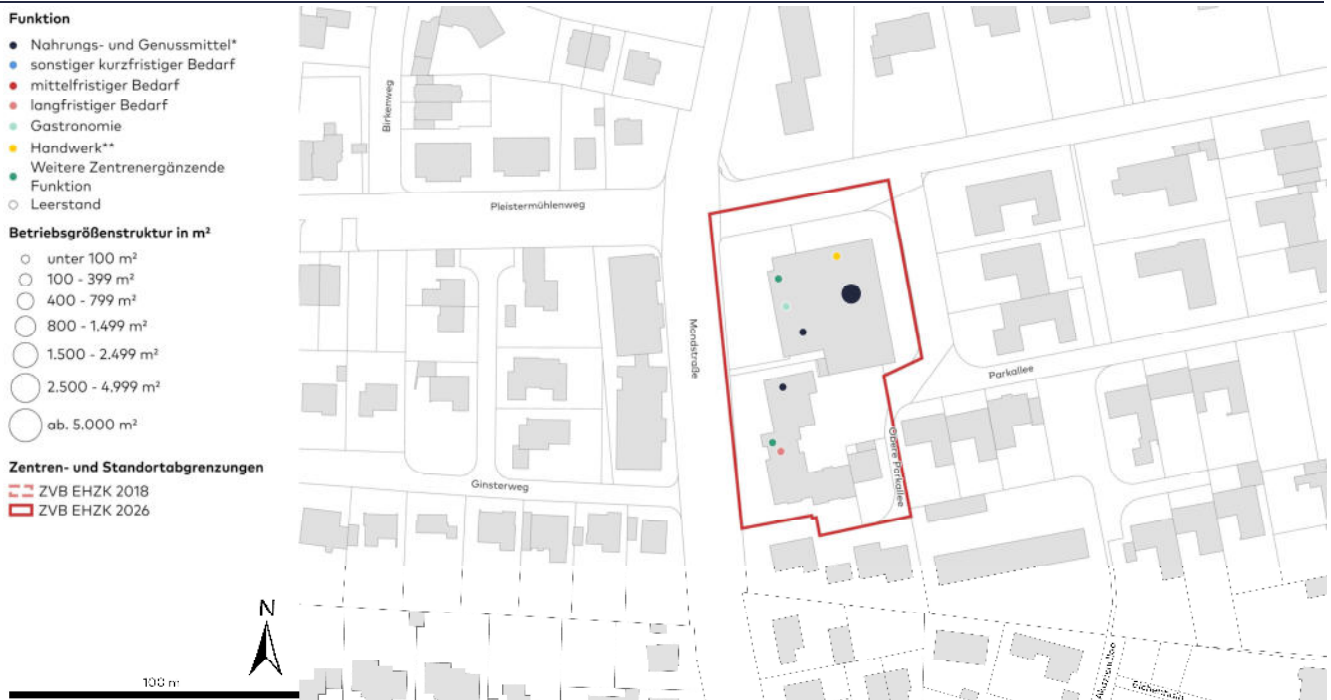 Funktion
Nahrungs- und Genussmittel*
sonstiger kurzfristiger Bedarf
mittelfristiger Bedarf
langfristiger Bedarf
Gastronomie
Handwerk**
Weitere Zentrenergänzende
Funktion
Leerstand
Betriebsgrößenstruktur in m²
unter 100 m²
100 - 399 m²
400 - 799 m²
800 - 1.499 m²
1.500 - 2.499 m²
2.500 - 4.999 m²
ab. 5.000 m²
Zentren- und Standortabgrenzungen
ZVB EHZK 2018
ZVB EHZK 2026
N
100 m
Birkenweg
Pleistermühlenweg
Mondstraße
Parkallee
Obere Parkallee
Ginsterweg